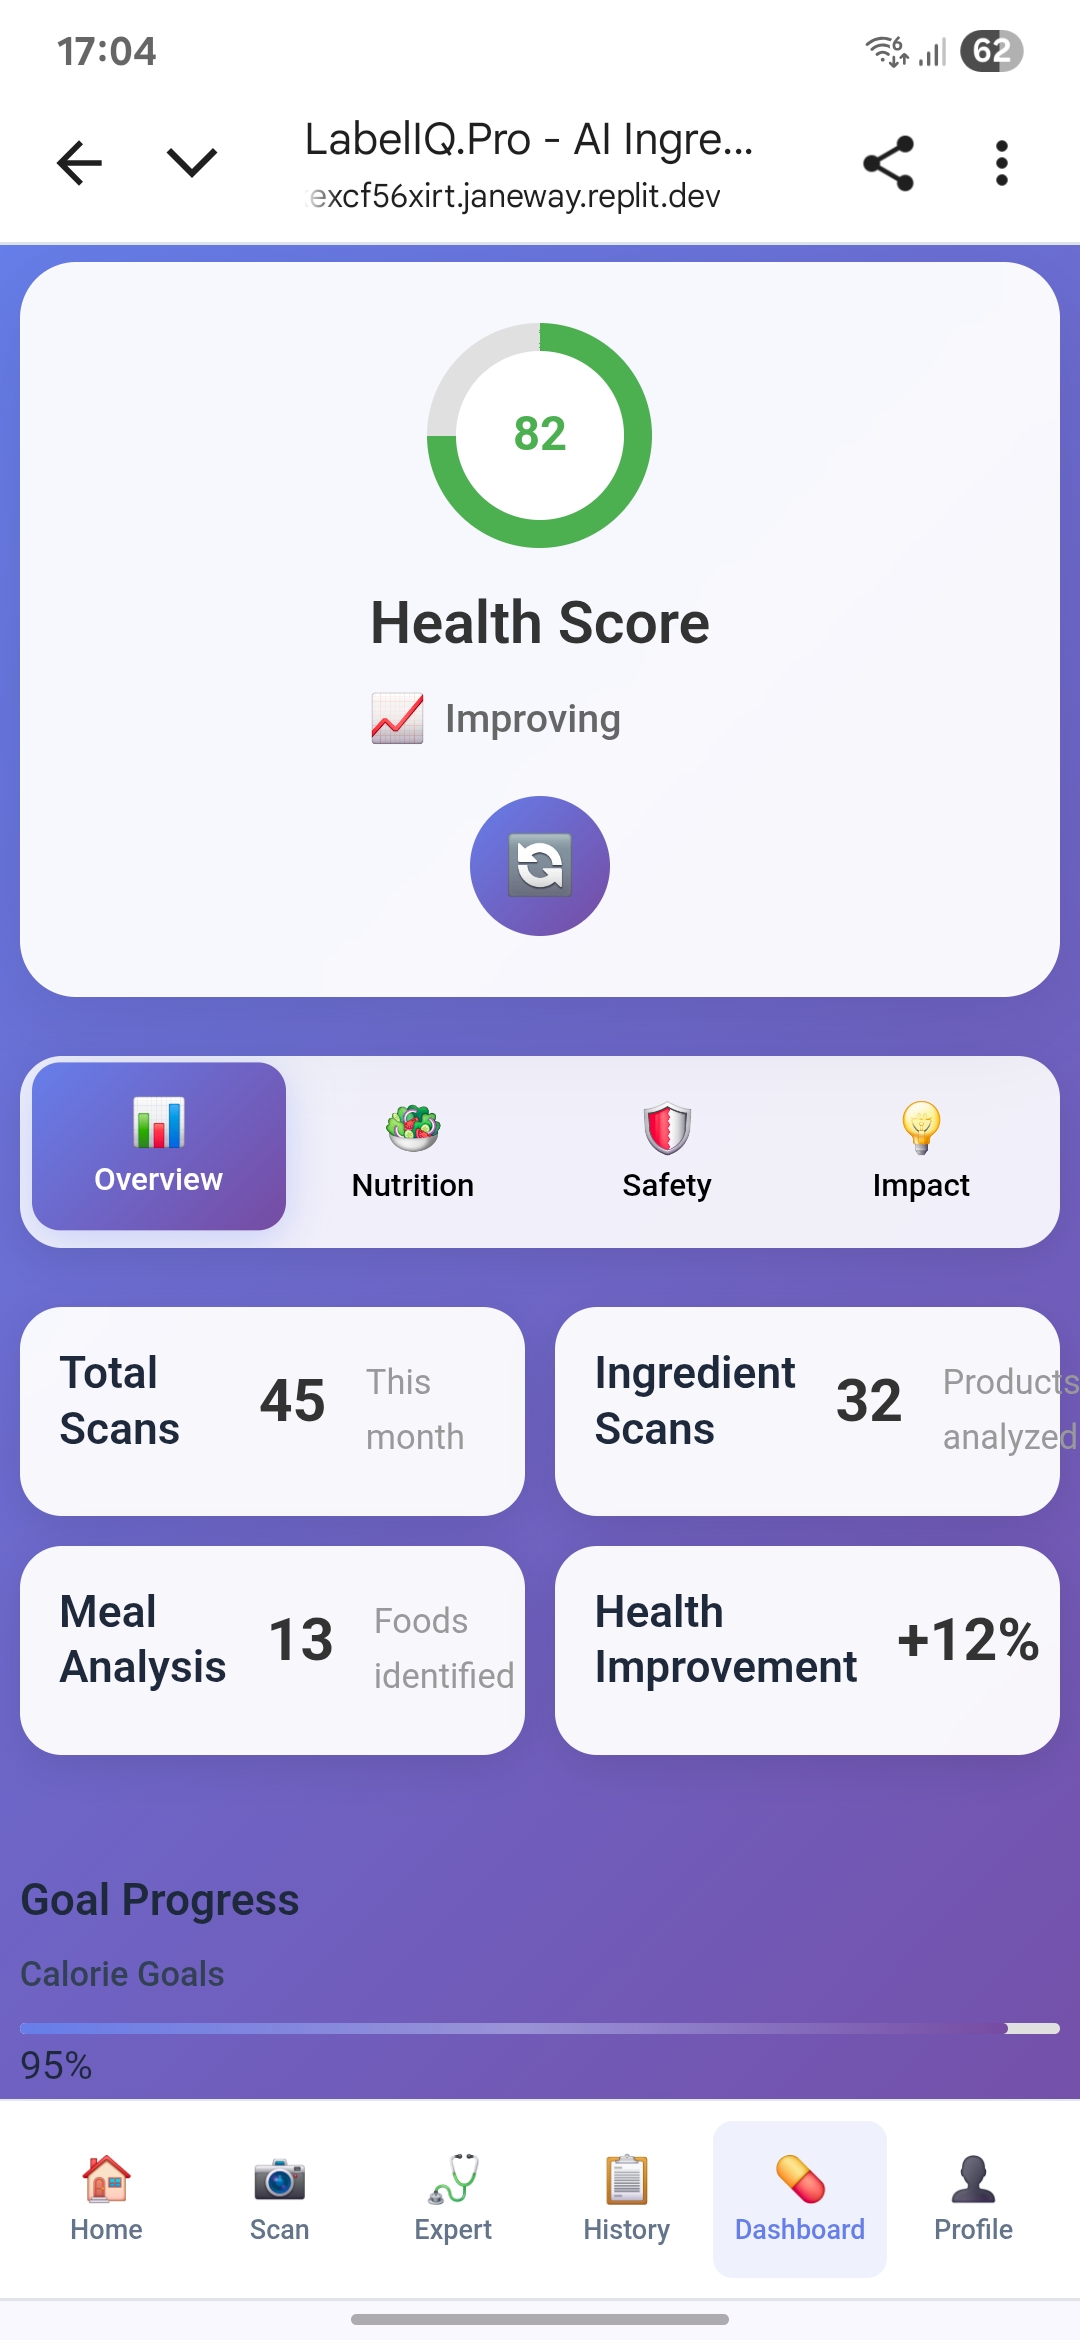 17:04
6
62
LabelIQ.Pro - AI Ingre...
excf56xirt.janeway.replit.dev
82
Health Score
Improving
Overview
Nutrition
Safety
Impact
Total
Scans
45
This
month
Ingredient
Scans
32
Products
analyzed
Meal
Analysis
13
Foods
identified
Health
Improvement
+12%
Goal Progress
Calorie Goals
95%
Home
Scan
Expert
History
Dashboard
Profile